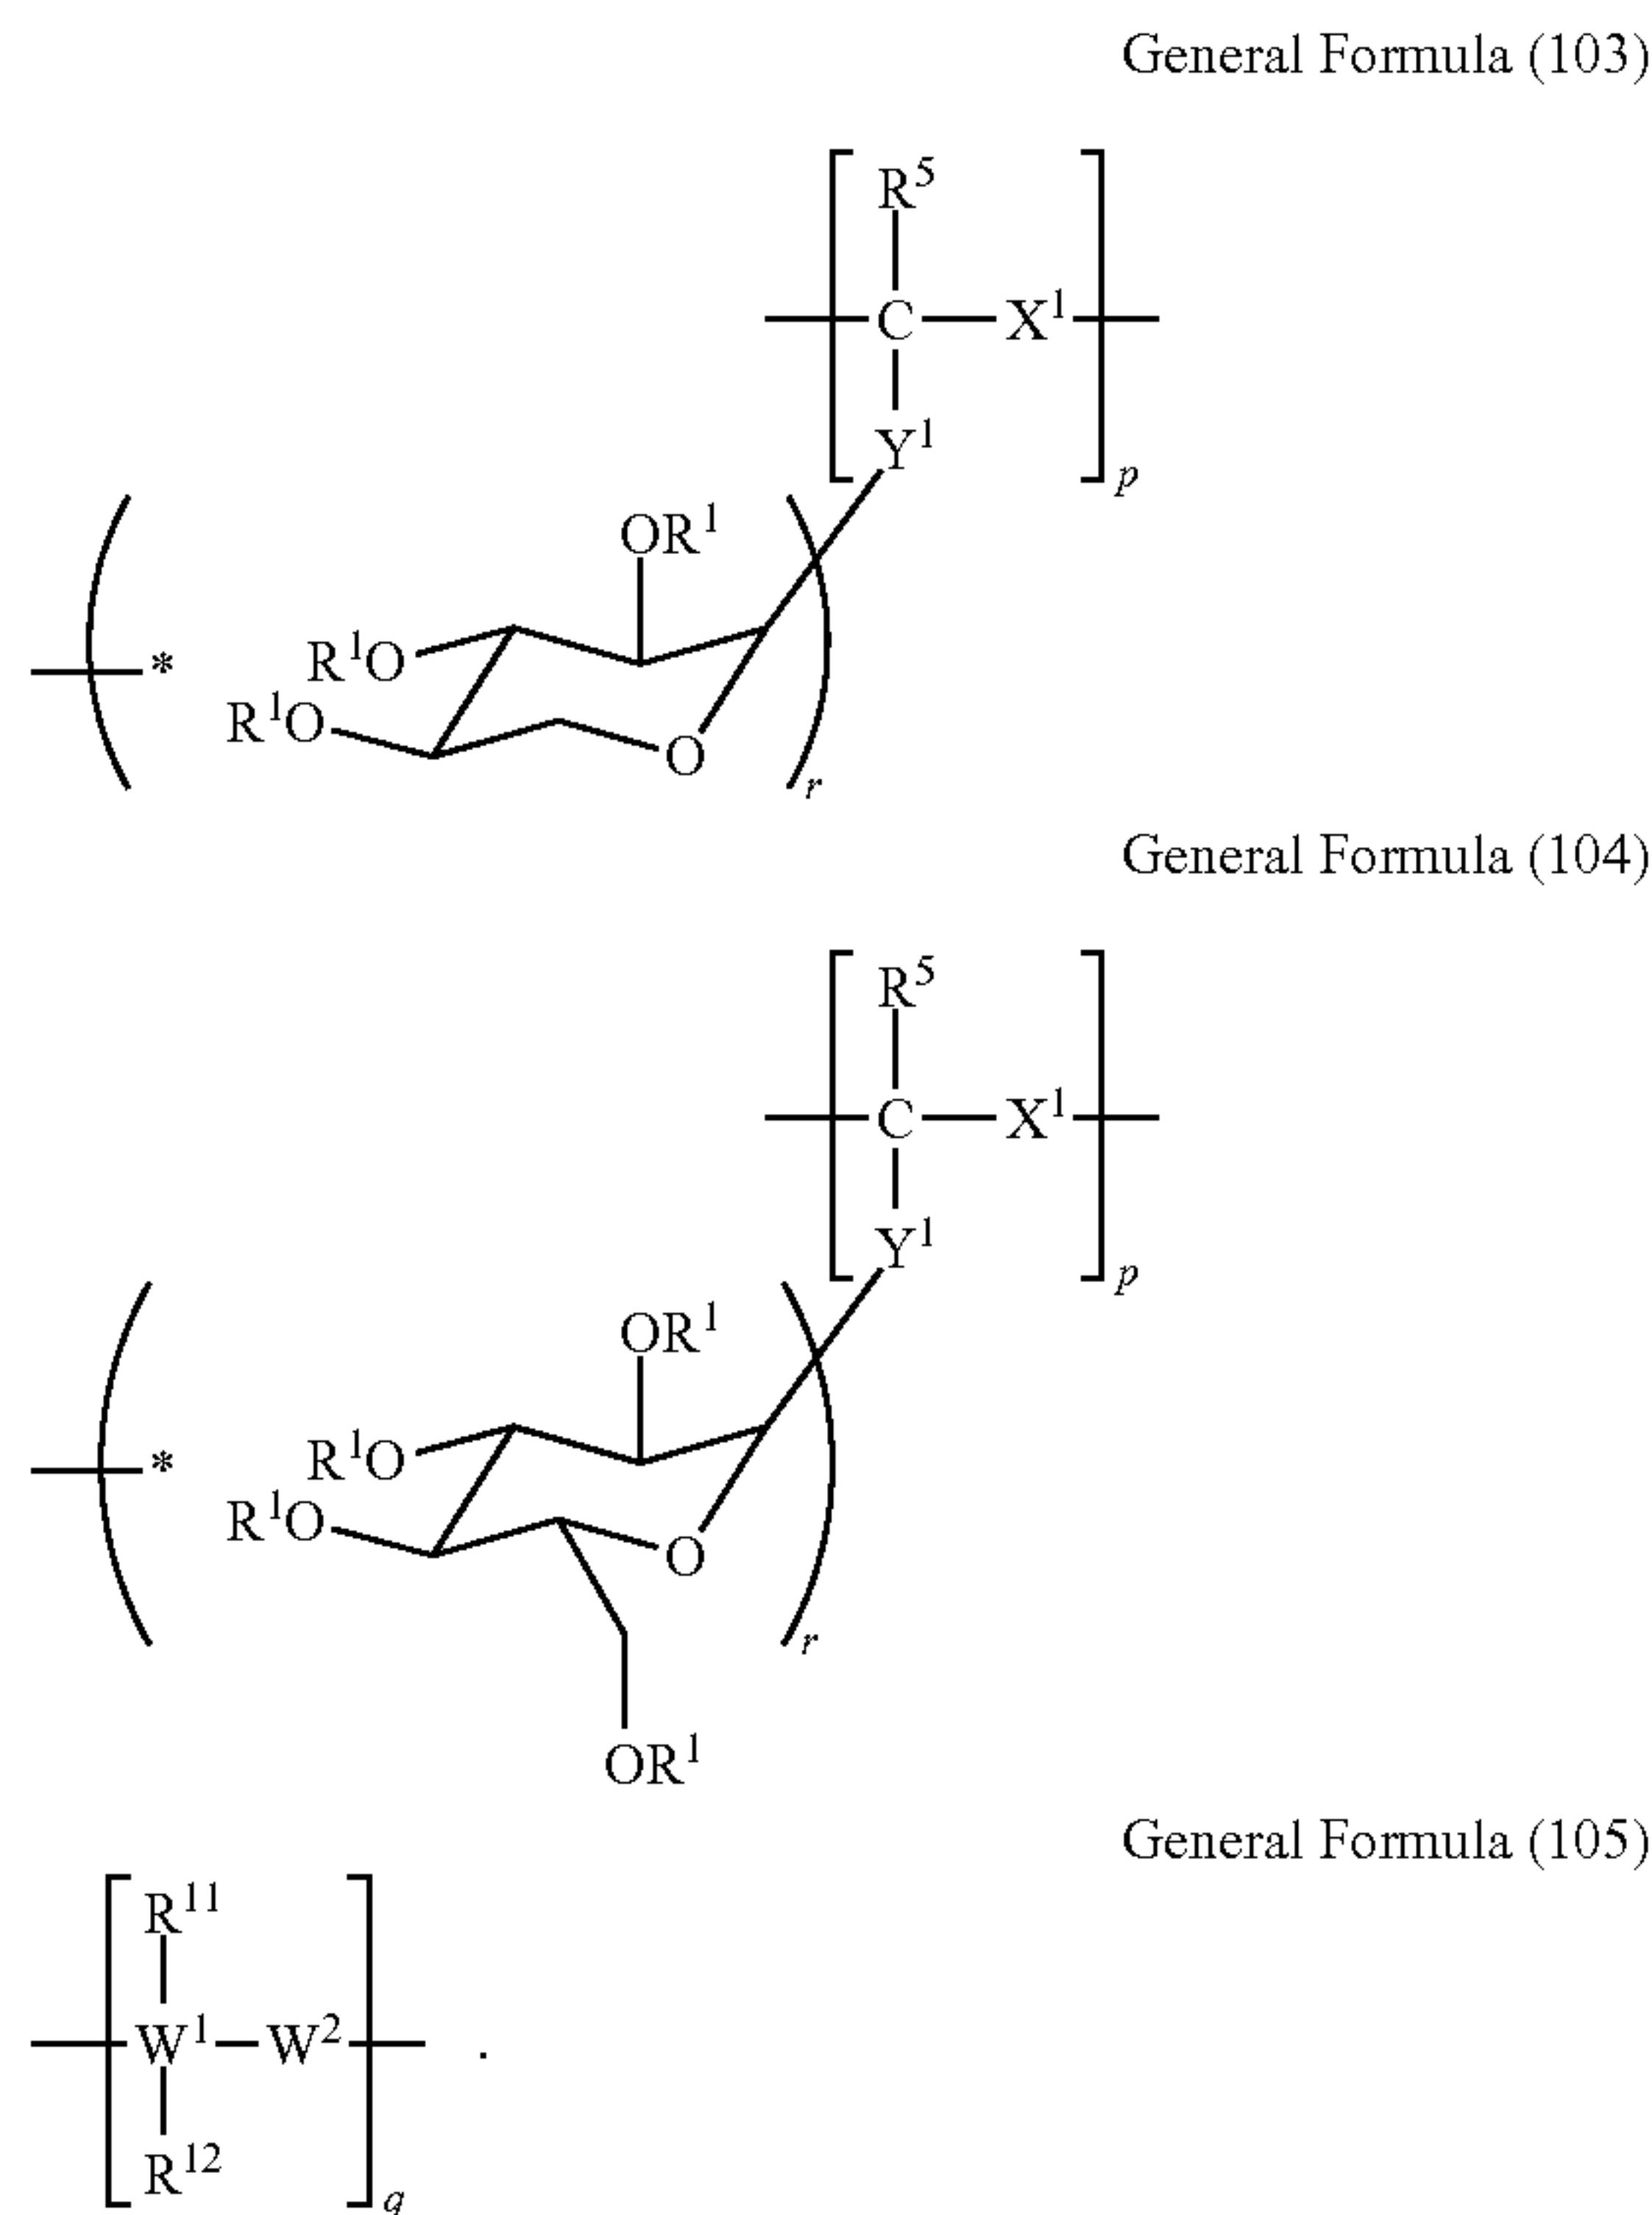 General Formula (103)
R⁵
C X¹
Y¹
p
OR¹
R¹O
*
R¹O
O
r
General Formula (104)
R⁵
C X¹
Y¹
p
OR¹
R¹O
*
R¹O
O
r
OR¹
General Formula (105)
R¹¹
W¹ W² .
R¹²
q